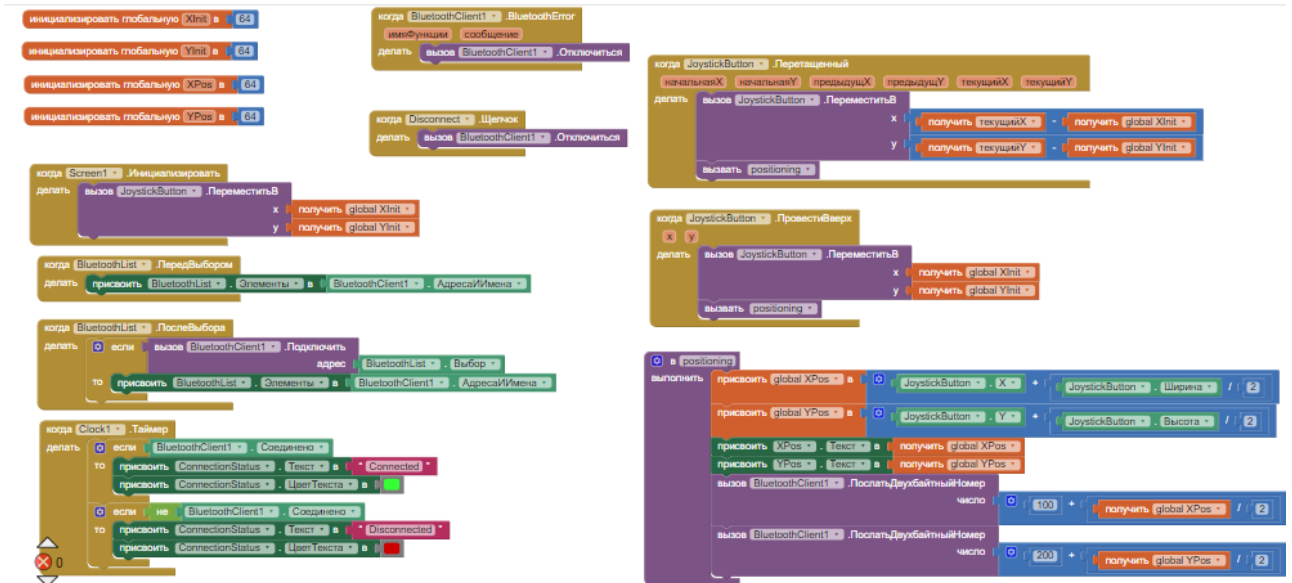 инициализировать глобальную XInit в 64
инициализировать глобальную YInit в 64
инициализировать глобальную XPos в 64
инициализировать глобальную YPos в 64
когда Screen1 .Инициализировать
делать вызов JoystickButton .ПереместитьВ
x получить global XInit
y получить global YInit
когда BluetoothList .ПередВыбором
делать присвоить BluetoothList . Элементы в BluetoothClient1 . АдресаИИмена
когда BluetoothList .ПослеВыбора
делать если вызов BluetoothClient1 .Подключить
адрес BluetoothList . Выбор
то присвоить BluetoothList . Элементы в BluetoothClient1 . АдресаИИмена
когда Clock1 .Таймер
делать если BluetoothClient1 . Соединено
то присвоить ConnectionStatus . Текст в " Connected "
присвоить ConnectionStatus . ЦветТекста в
если не BluetoothClient1 . Соединено
то присвоить ConnectionStatus . Текст в " Disconnected "
присвоить ConnectionStatus . ЦветТекста в
0
когда BluetoothClient1 .BluetoothError
имяФункции сообщение
делать вызов BluetoothClient1 .Отключиться
когда Disconnect .Щелчок
делать вызов BluetoothClient1 .Отключиться
когда JoystickButton .Перетащенный
начальнаяX начальнаяY предыдущX предыдущY текущийX текущийY
делать вызов JoystickButton .ПереместитьВ
x получить текущийX - получить global XInit
y получить текущийY - получить global YInit
вызвать positioning
когда JoystickButton .ПровестиВверх
x y
делать вызов JoystickButton .ПереместитьВ
x получить global XInit
y получить global YInit
вызвать positioning
в positioning
выполнить присвоить global XPos в JoystickButton . X + JoystickButton . Ширина / 2
присвоить global YPos в JoystickButton . Y + JoystickButton . Высота / 2
присвоить XPos . Текст в получить global XPos
присвоить YPos . Текст в получить global YPos
вызов BluetoothClient1 .ПослатьДвухбайтныйНомер
число 100 + получить global XPos / 2
вызов BluetoothClient1 .ПослатьДвухбайтныйНомер
число 200 + получить global YPos / 2